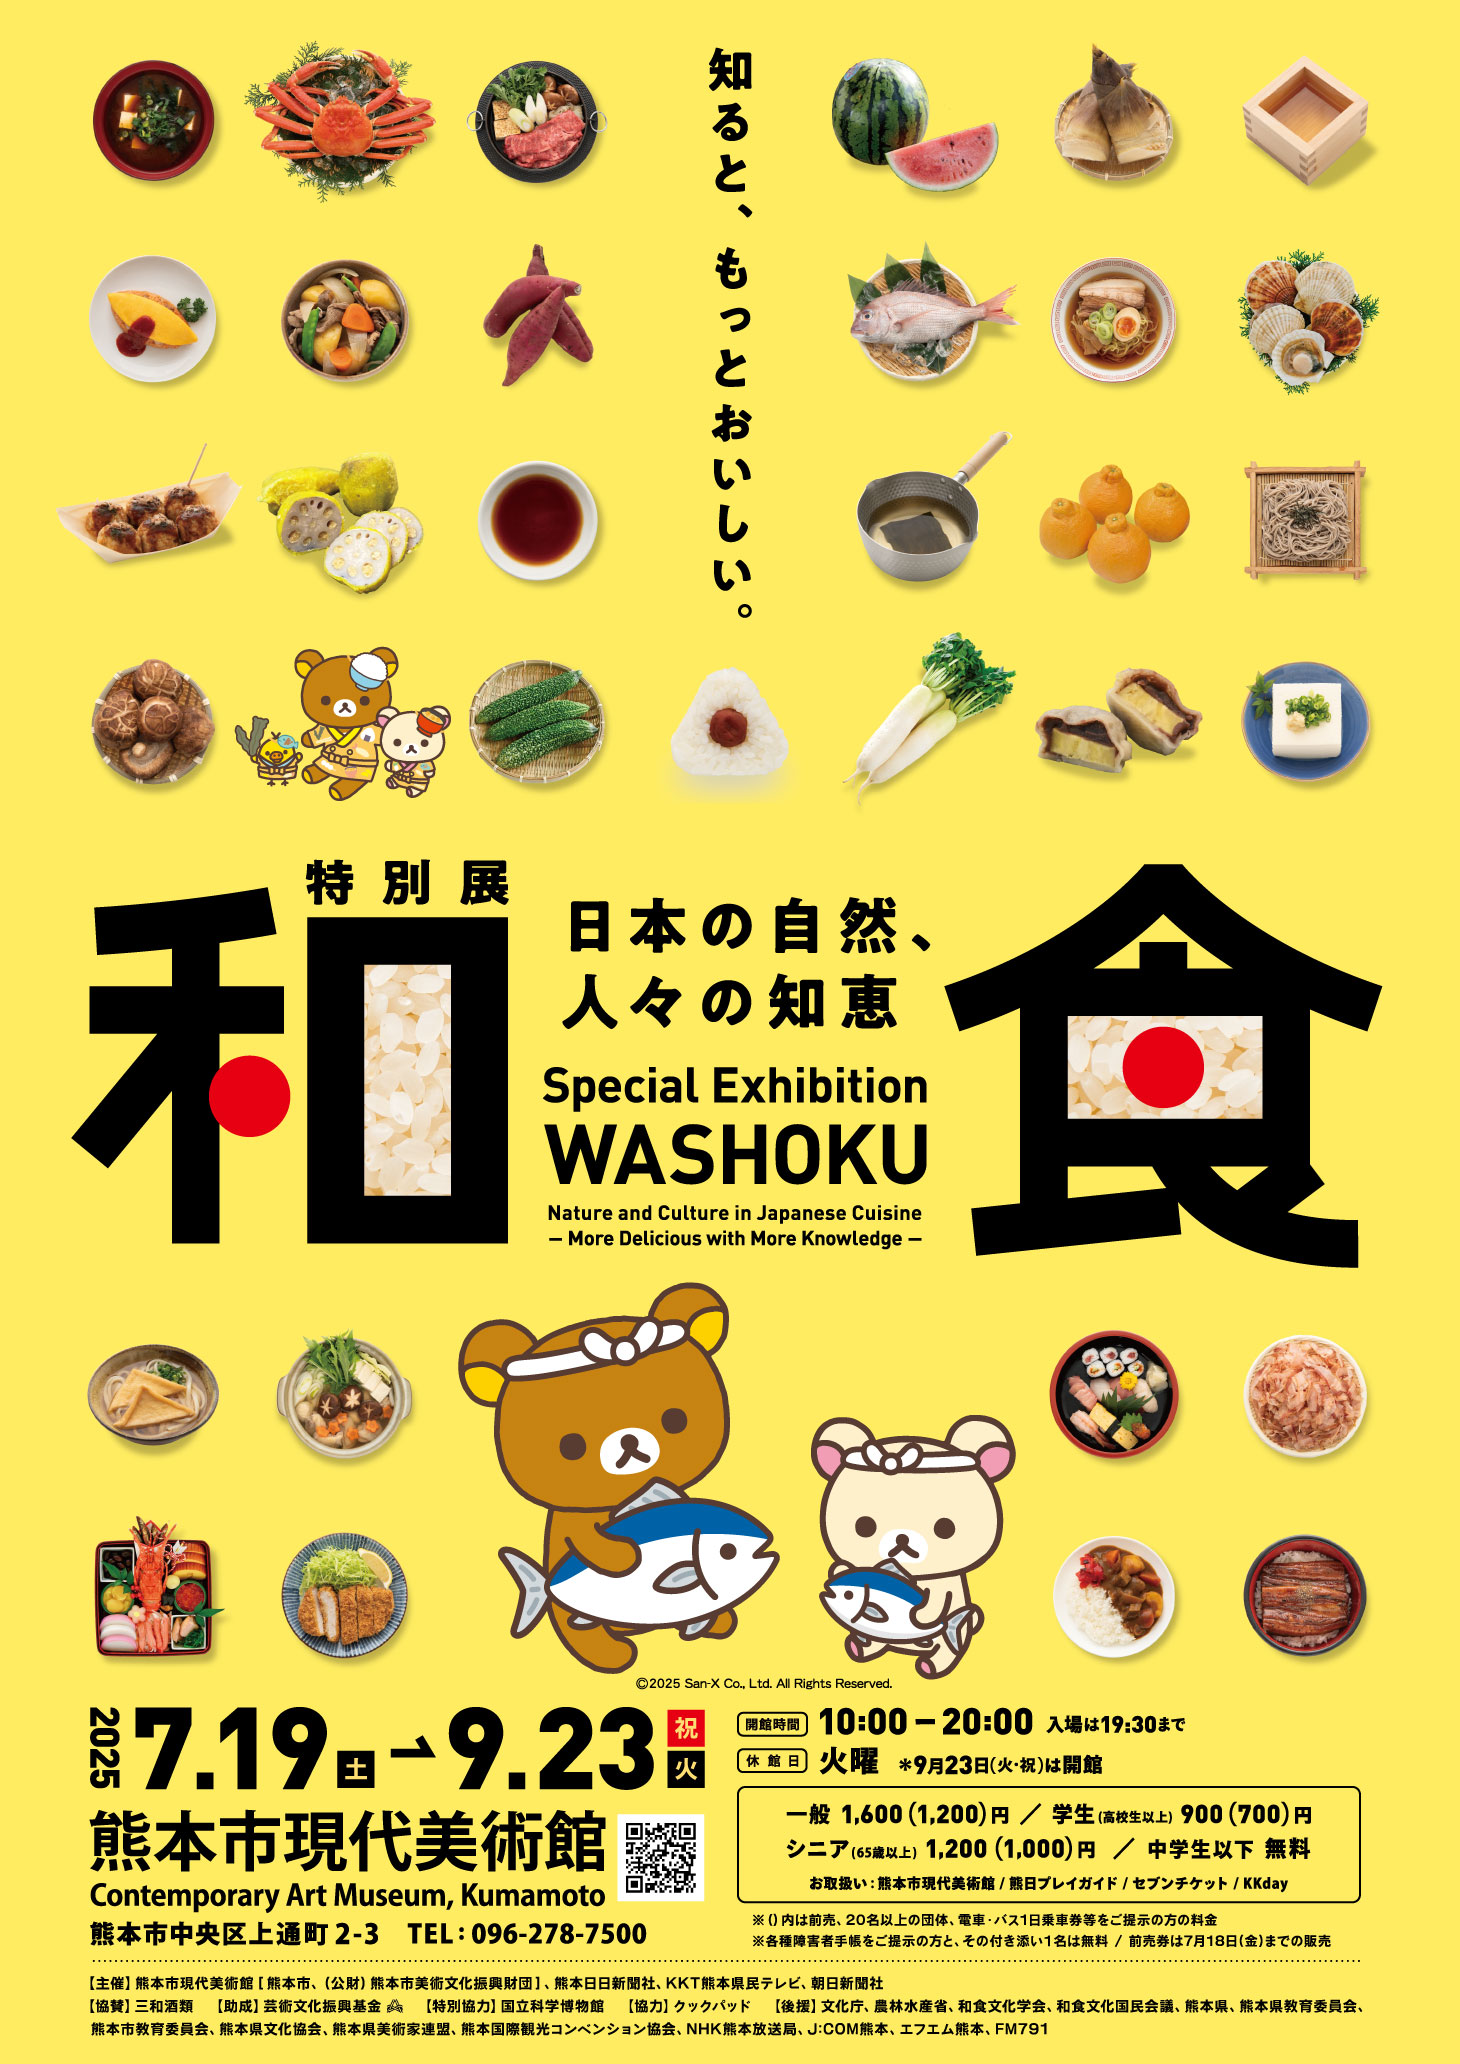 知ると、もっとおいしい。
特別展
和食
日本の自然、
人々の知恵
Special Exhibition
WASHOKU
Nature and Culture in Japanese Cuisine
— More Delicious with More Knowledge —
©2025 San-X Co., Ltd. All Rights Reserved.
2025 7.19土→9.23祝火
熊本市現代美術館
Contemporary Art Museum, Kumamoto
熊本市中央区上通町2-3 TEL:096-278-7500
開館時間 10:00－20:00 入場は19:30まで
休館日 火曜 *9月23日(火・祝)は開館
一般 1,600(1,200)円 ／ 学生(高校生以上) 900(700)円
シニア(65歳以上) 1,200(1,000)円 ／ 中学生以下 無料
お取扱い:熊本市現代美術館 / 熊日プレイガイド / セブンチケット / KKday
※()内は前売、20名以上の団体、電車・バス1日乗車券等をご提示の方の料金
※各種障害者手帳をご提示の方と、その付き添い1名は無料 / 前売券は7月18日(金)までの販売
【主催】熊本市現代美術館[熊本市、(公財)熊本市美術文化振興財団]、熊本日日新聞社、KKT熊本県民テレビ、朝日新聞社
【協賛】三和酒類 【助成】芸術文化振興基金 【特別協力】国立科学博物館 【協力】クックパッド 【後援】文化庁、農林水産省、和食文化学会、和食文化国民会議、熊本県、熊本県教育委員会、
熊本市教育委員会、熊本県文化協会、熊本県美術家連盟、熊本国際観光コンベンション協会、NHK熊本放送局、J:COM熊本、エフエム熊本、FM791